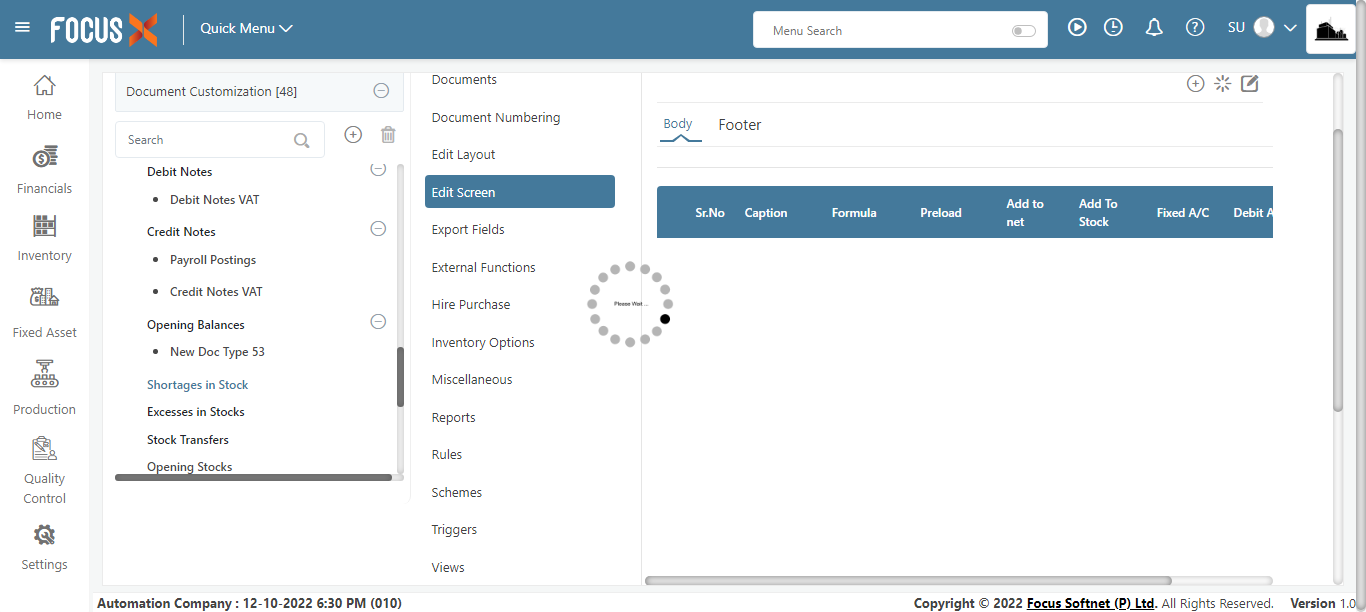 FOCUS X
Quick Menu
Menu Search
SU
Home
Financials
Inventory
Fixed Asset
Production
Quality
Control
Settings
Document Customization [48]
Search
Debit Notes
Debit Notes VAT
Credit Notes
Payroll Postings
Credit Notes VAT
Opening Balances
New Doc Type 53
Shortages in Stock
Excesses in Stocks
Stock Transfers
Opening Stocks
Documents
Document Numbering
Edit Layout
Edit Screen
Export Fields
External Functions
Hire Purchase
Inventory Options
Miscellaneous
Reports
Rules
Schemes
Triggers
Views
Body Footer
Sr.No Caption Formula Preload Add to net Add To Stock Fixed A/C Debit A
Please Wait ...
Automation Company : 12-10-2022 6:30 PM (010)
Copyright © 2022 Focus Softnet (P) Ltd. All Rights Reserved. Version 1.0